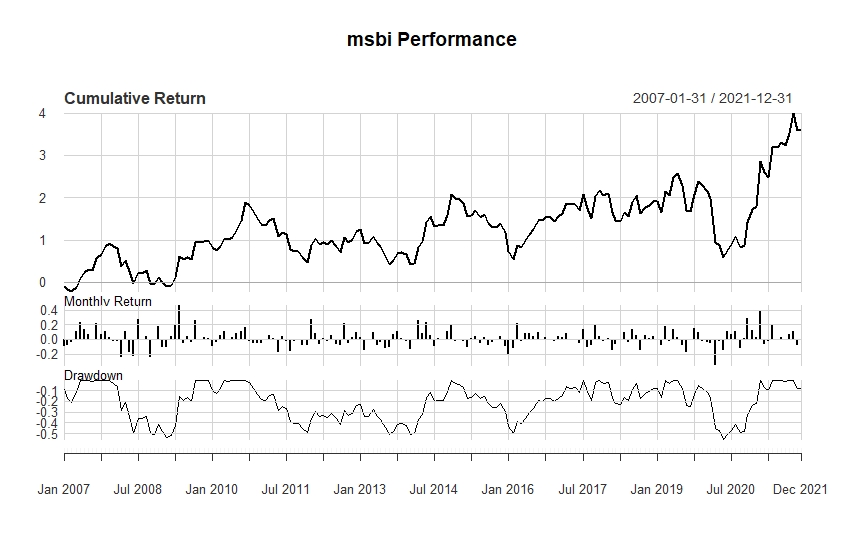 msbi Performance
Cumulative Return 2007-01-31 / 2021-12-31
4
3
2
1
0
Monthly Return
0.4
0.2
0.0
-0.2
Drawdown
-0.1
-0.2
-0.3
-0.4
-0.5
Jan 2007 Jul 2008 Jan 2010 Jul 2011 Jan 2013 Jul 2014 Jan 2016 Jul 2017 Jan 2019 Jul 2020 Dec 2021